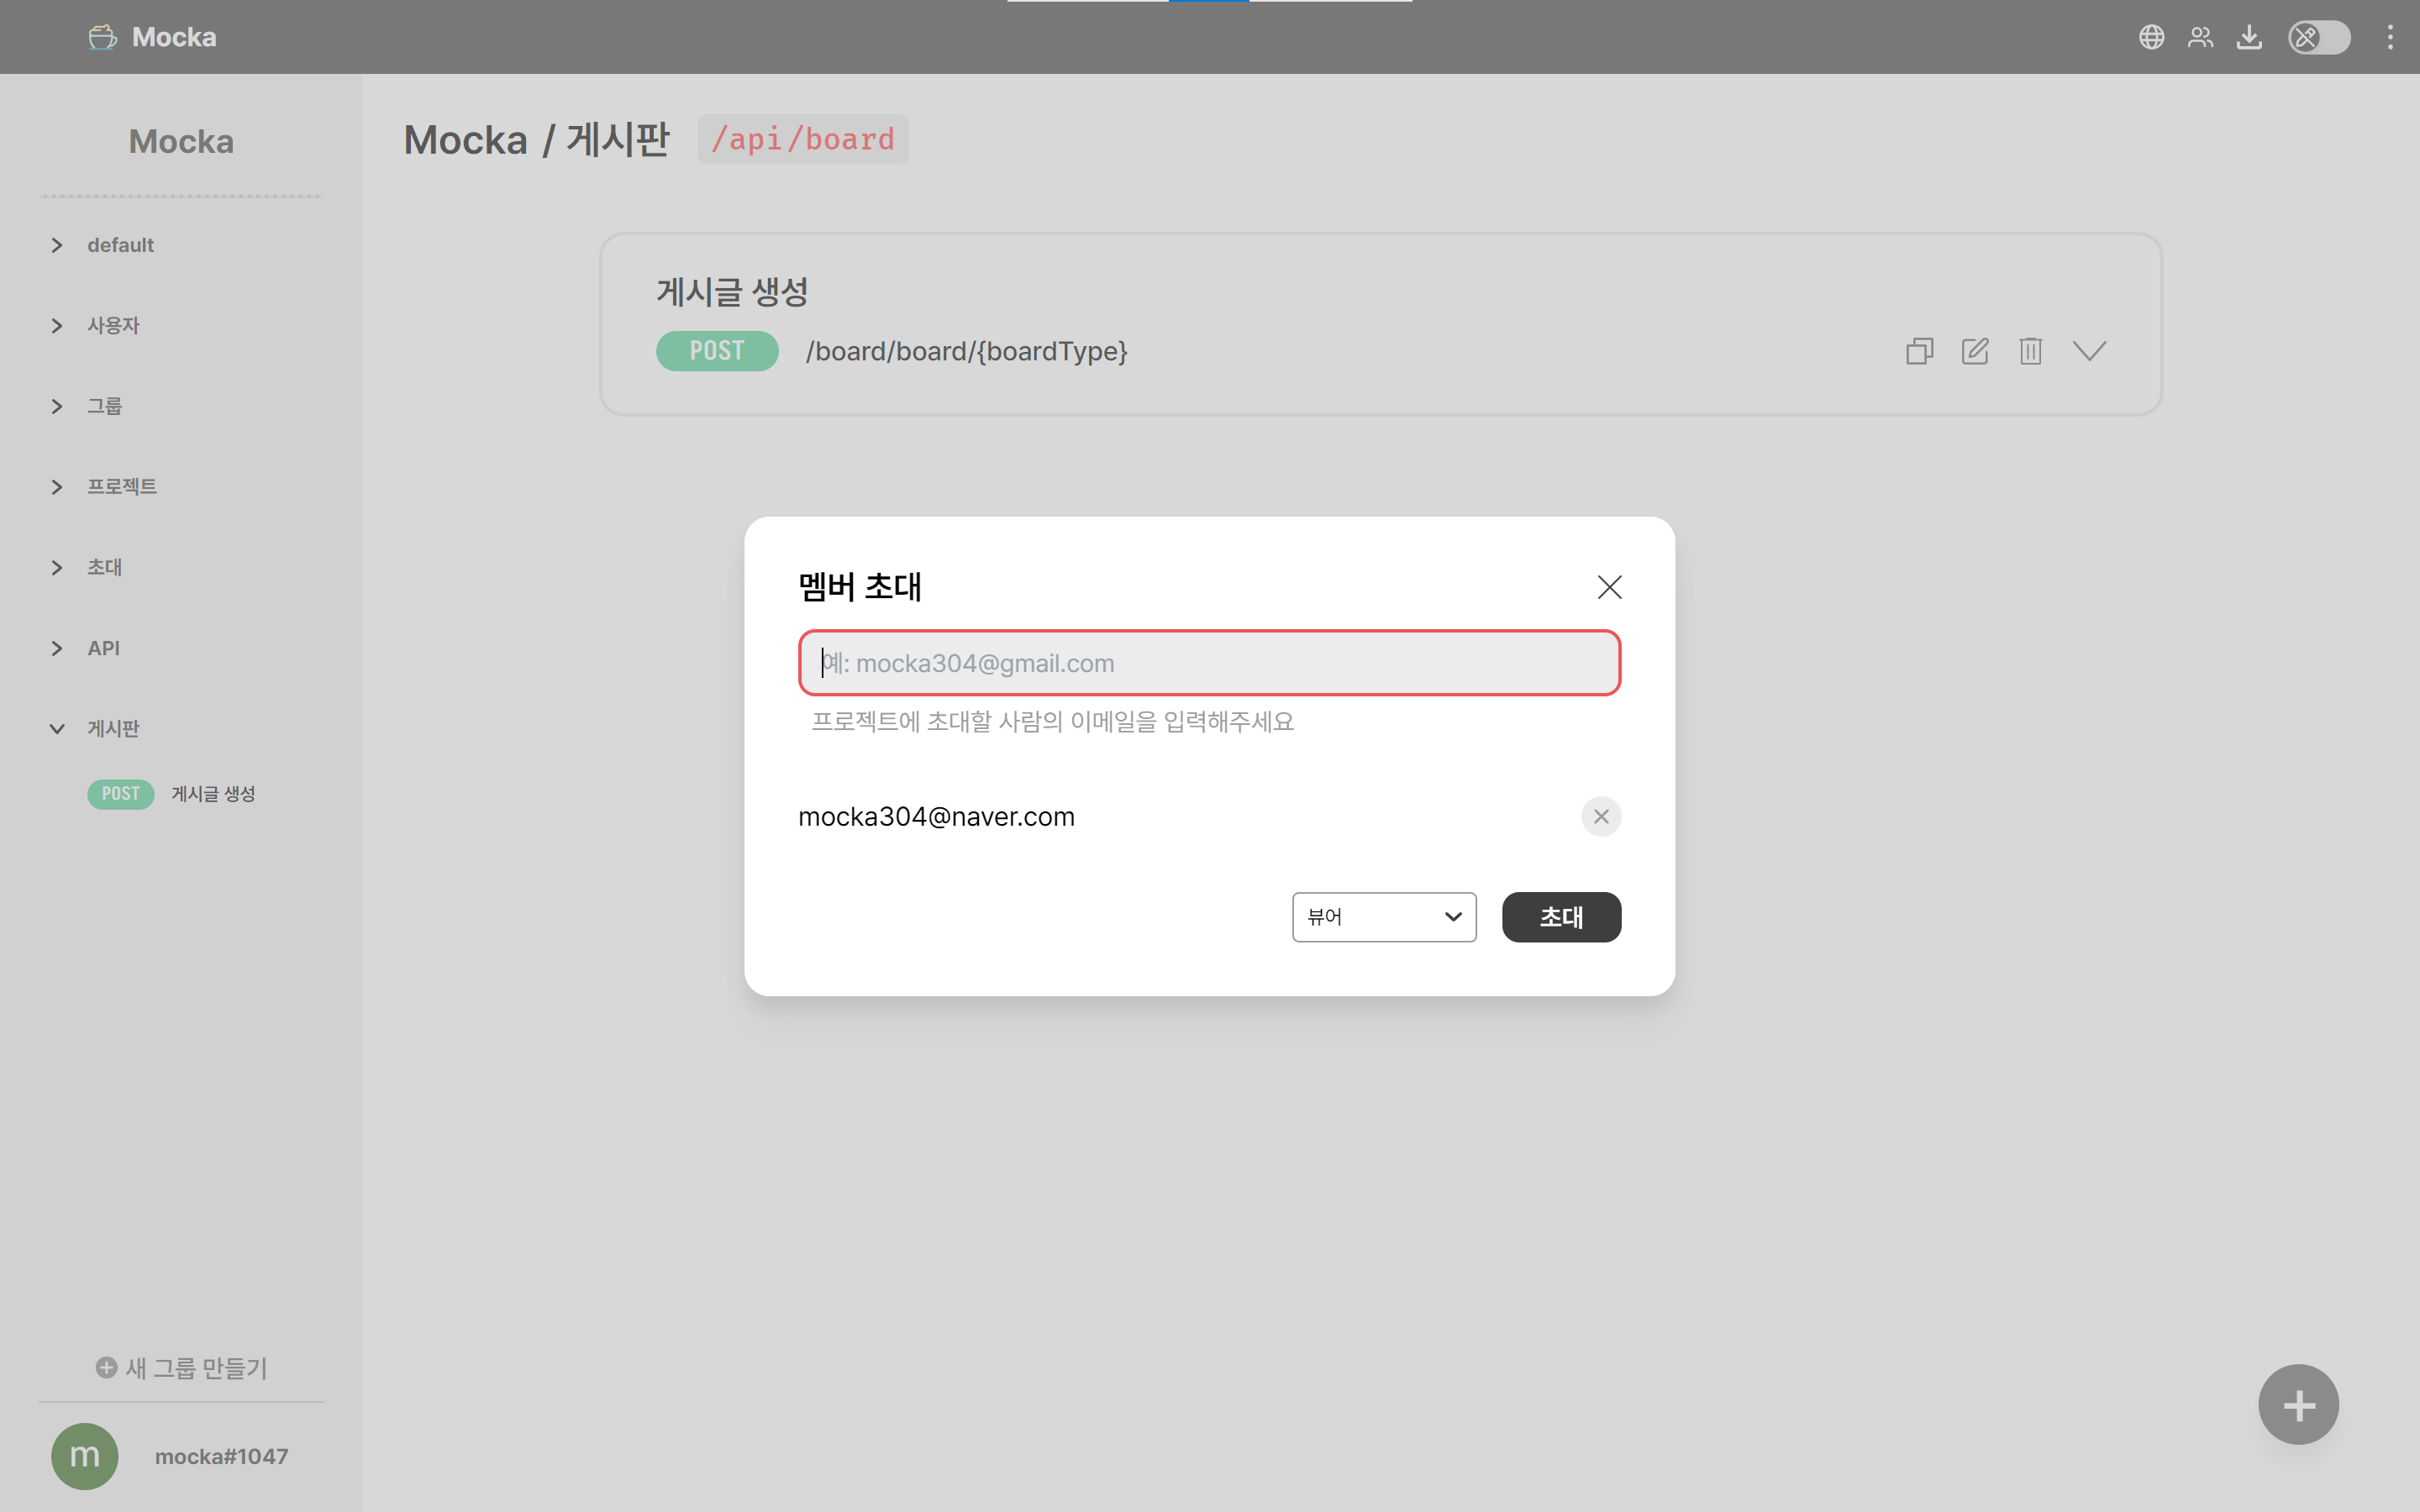 Mocka
Mocka
default
사용자
그룹
프로젝트
초대
API
게시판
POST 게시글 생성
새 그룹 만들기
m mocka#1047
Mocka / 게시판 /api/board
게시글 생성
POST /board/board/{boardType}
멤버 초대
예: mocka304@gmail.com
프로젝트에 초대할 사람의 이메일을 입력해주세요
mocka304@naver.com
뷰어 초대